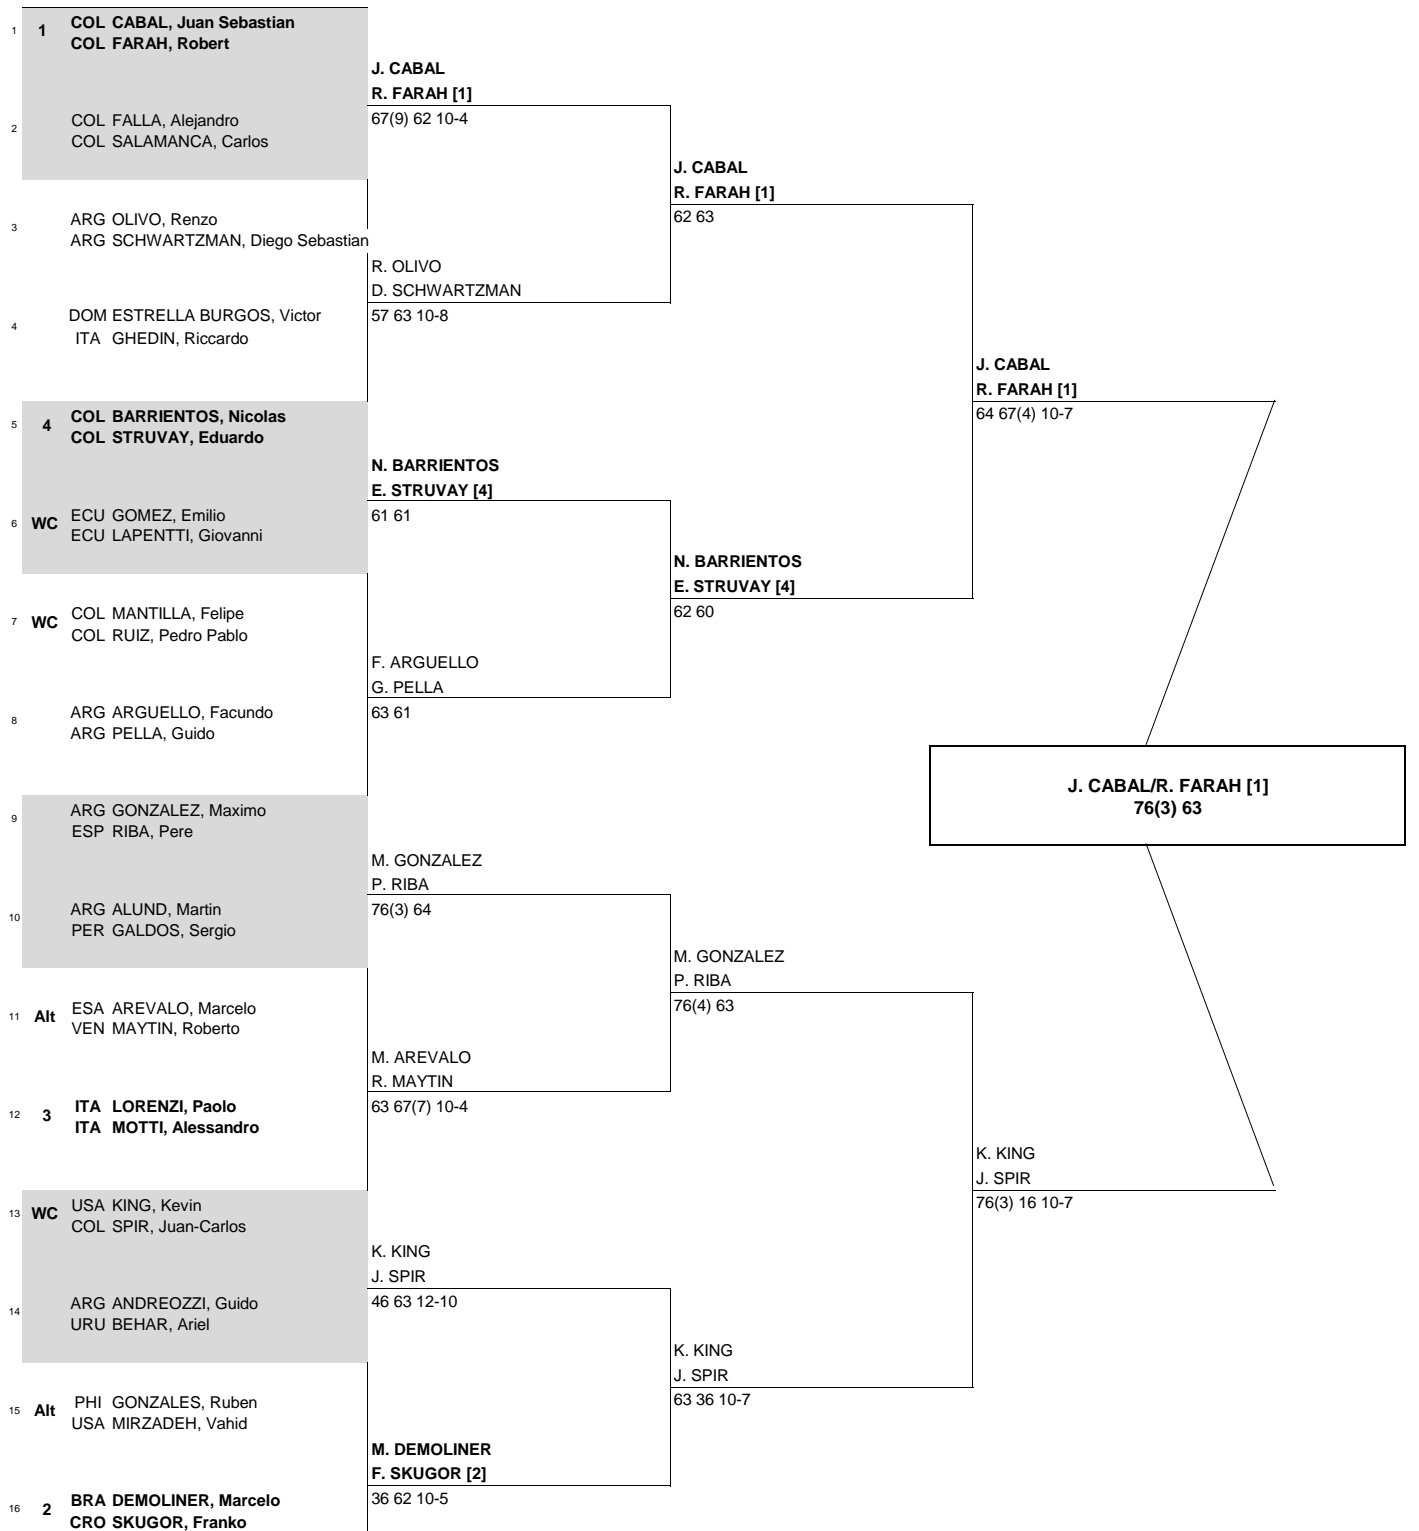 1 1 COL CABAL, Juan Sebastian
COL FARAH, Robert
J. CABAL
R. FARAH [1]
2 COL FALLA, Alejandro
COL SALAMANCA, Carlos
67(9) 62 10-4
J. CABAL
R. FARAH [1]
62 63
3 ARG OLIVO, Renzo
ARG SCHWARTZMAN, Diego Sebastian
R. OLIVO
D. SCHWARTZMAN
57 63 10-8
4 DOM ESTRELLA BURGOS, Victor
ITA GHEDIN, Riccardo
J. CABAL
R. FARAH [1]
64 67(4) 10-7
5 4 COL BARRIENTOS, Nicolas
COL STRUVAY, Eduardo
N. BARRIENTOS
E. STRUVAY [4]
61 61
6 WC ECU GOMEZ, Emilio
ECU LAPENTTI, Giovanni
N. BARRIENTOS
E. STRUVAY [4]
62 60
7 WC COL MANTILLA, Felipe
COL RUIZ, Pedro Pablo
F. ARGUELLO
G. PELLA
63 61
8 ARG ARGUELLO, Facundo
ARG PELLA, Guido
J. CABAL/R. FARAH [1]
76(3) 63
9 ARG GONZALEZ, Maximo
ESP RIBA, Pere
M. GONZALEZ
P. RIBA
76(3) 64
10 ARG ALUND, Martin
PER GALDOS, Sergio
M. GONZALEZ
P. RIBA
76(4) 63
11 Alt ESA AREVALO, Marcelo
VEN MAYTIN, Roberto
M. AREVALO
R. MAYTIN
63 67(7) 10-4
12 3 ITA LORENZI, Paolo
ITA MOTTI, Alessandro
K. KING
J. SPIR
76(3) 16 10-7
13 WC USA KING, Kevin
COL SPIR, Juan-Carlos
K. KING
J. SPIR
46 63 12-10
14 ARG ANDREOZZI, Guido
URU BEHAR, Ariel
K. KING
J. SPIR
63 36 10-7
15 Alt PHI GONZALES, Ruben
USA MIRZADEH, Vahid
M. DEMOLINER
F. SKUGOR [2]
36 62 10-5
16 2 BRA DEMOLINER, Marcelo
CRO SKUGOR, Franko